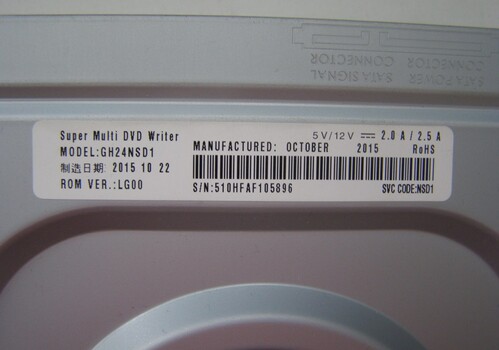 SATA POWER CONNECTOR
SATA SIGNAL CONNECTOR
Super Multi DVD Writer
5V/12V ⎓ 2.0 A / 2.5 A
MODEL:GH24NSD1
MANUFACTURED: OCTOBER 2015 RoHS
制造日期: 2015 10 22
ROM VER.:LG00
S/N:510HFAF105896
SVC CODE:NSD1